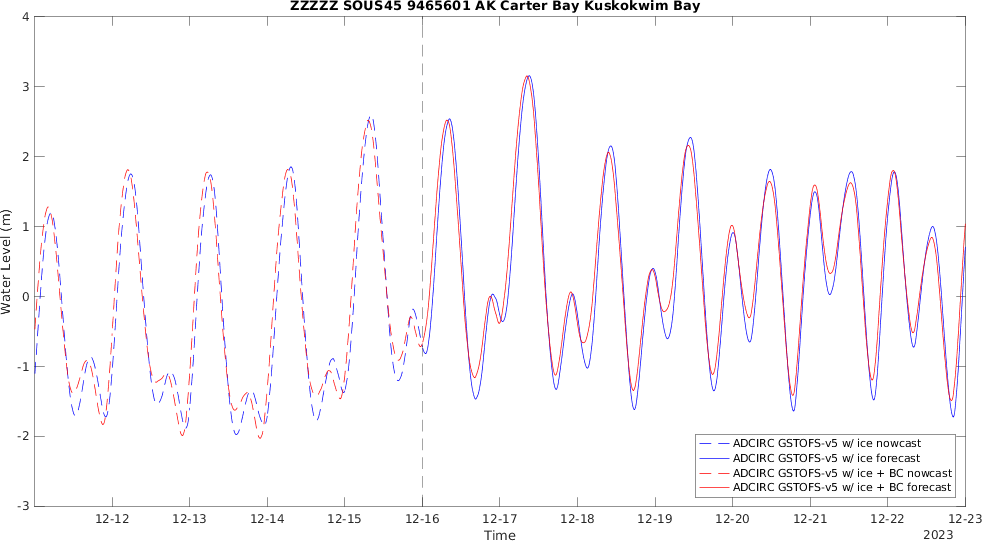 ZZZZZ SOUS45 9465601 AK Carter Bay Kuskokwim Bay
Water Level (m)
4
3
2
1
0
-1
-2
-3
ADCIRC GSTOFS-v5 w/ ice nowcast
ADCIRC GSTOFS-v5 w/ ice forecast
ADCIRC GSTOFS-v5 w/ ice + BC nowcast
ADCIRC GSTOFS-v5 w/ ice + BC forecast
12-12 12-13 12-14 12-15 12-16 12-17 12-18 12-19 12-20 12-21 12-22 12-23
Time
2023